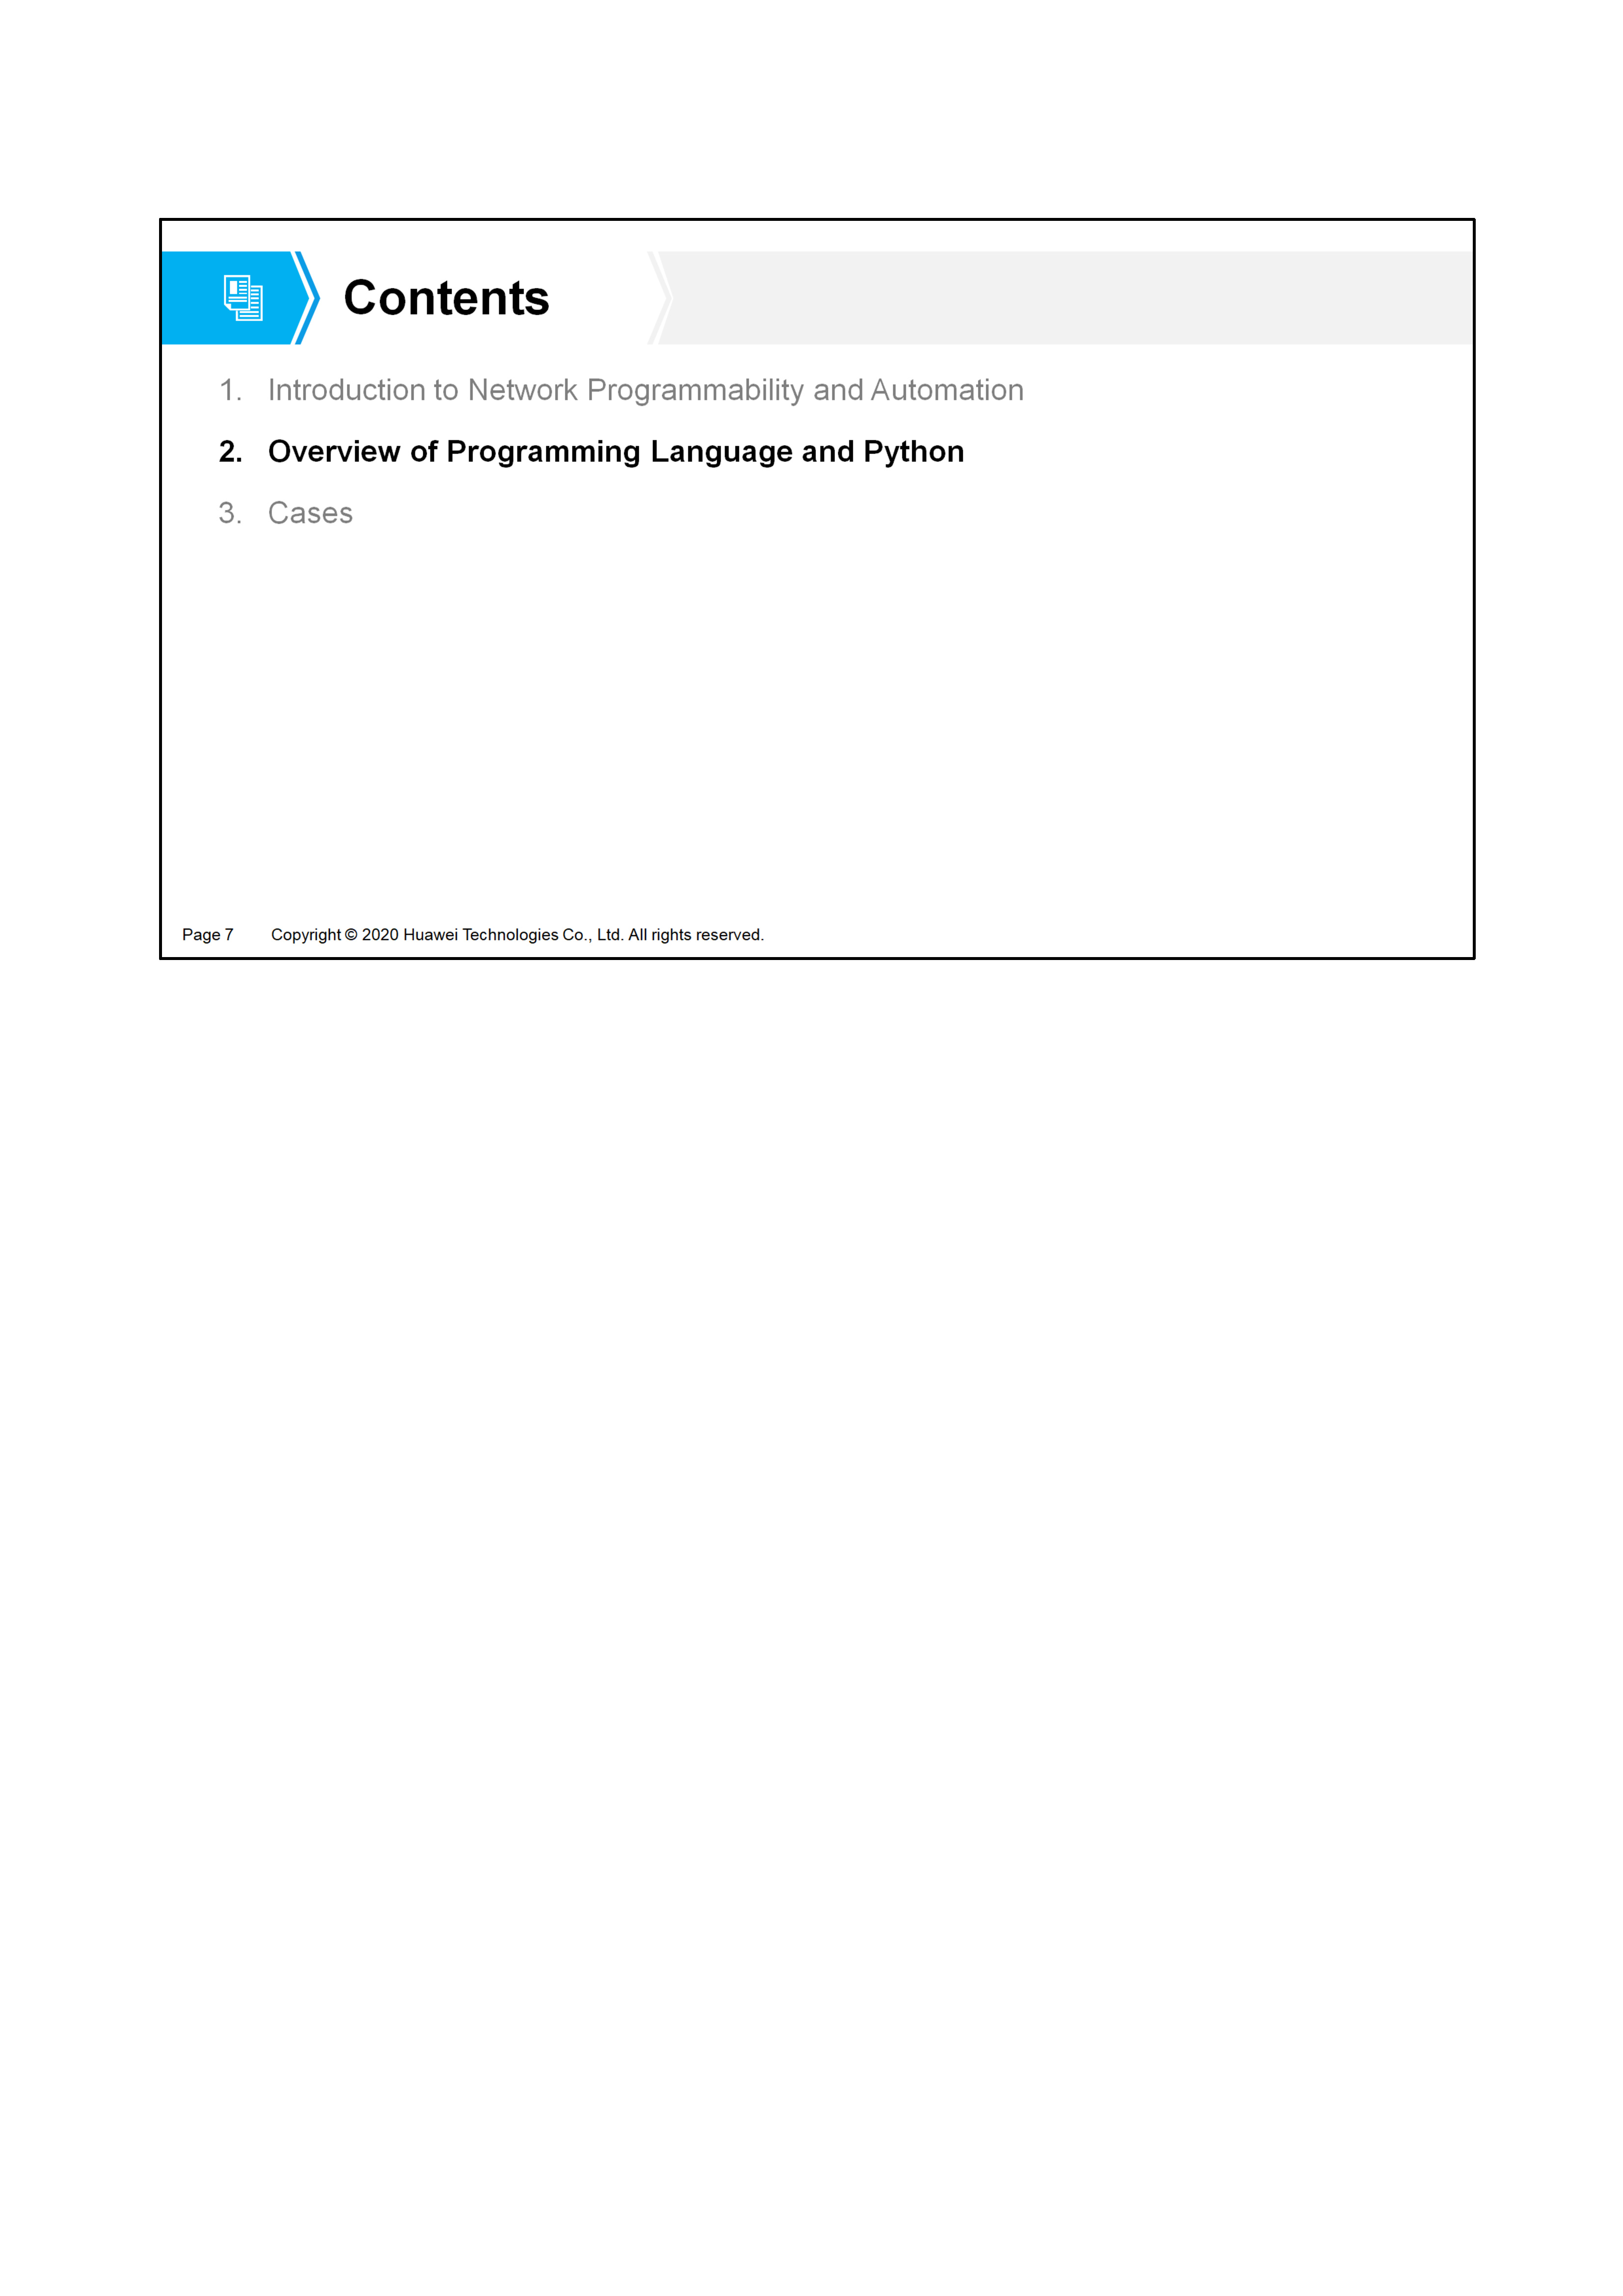 Contents
1. Introduction to Network Programmability and Automation
2. Overview of Programming Language and Python
3. Cases
Page 7 Copyright © 2020 Huawei Technologies Co., Ltd. All rights reserved.